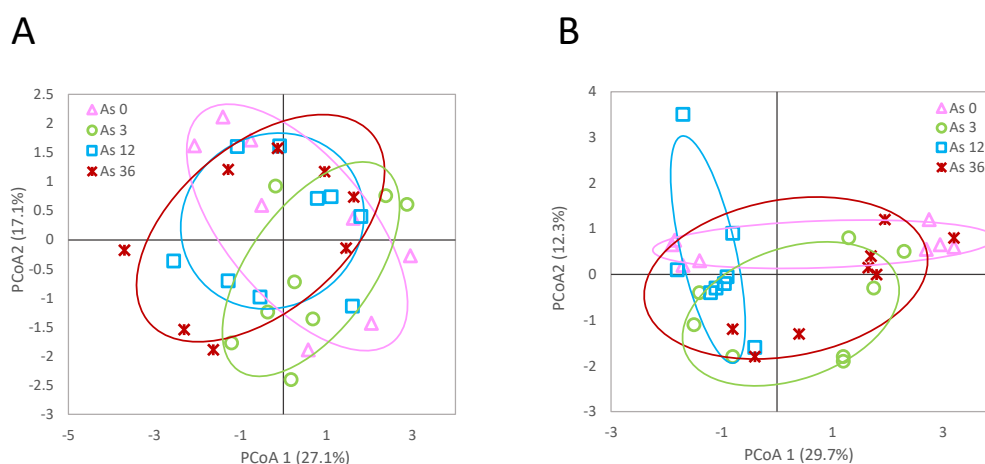 A
2.5
2
1.5
1
0.5
0
-0.5
-1
-1.5
-2
-2.5
-3
-5
-3
-1
1
3
PCoA2 (17.1%)
PCoA 1 (27.1%)
As 0
As 3
As 12
As 36
B
4
3
2
1
0
-1
-2
-3
-3
-1
1
3
PCoA2 (12.3%)
PCoA 1 (29.7%)
As 0
As 3
As 12
As 36